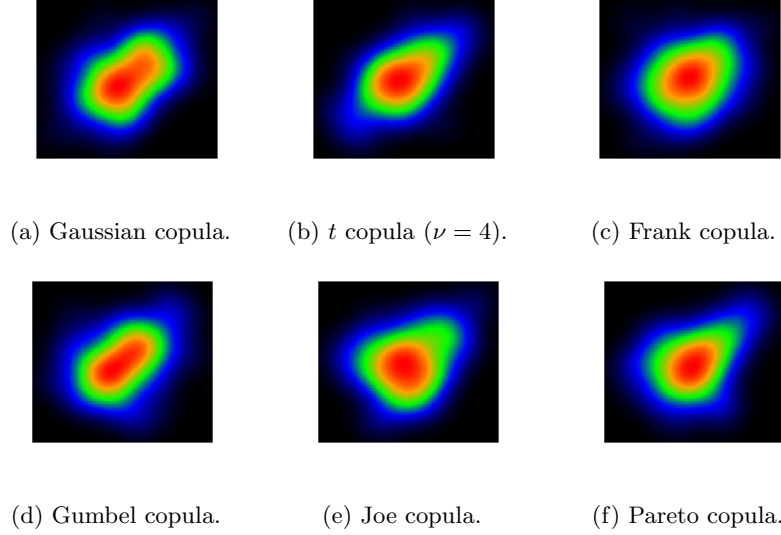 (a) Gaussian copula. (b) t copula (ν = 4). (c) Frank copula.
(d) Gumbel copula. (e) Joe copula. (f) Pareto copula.